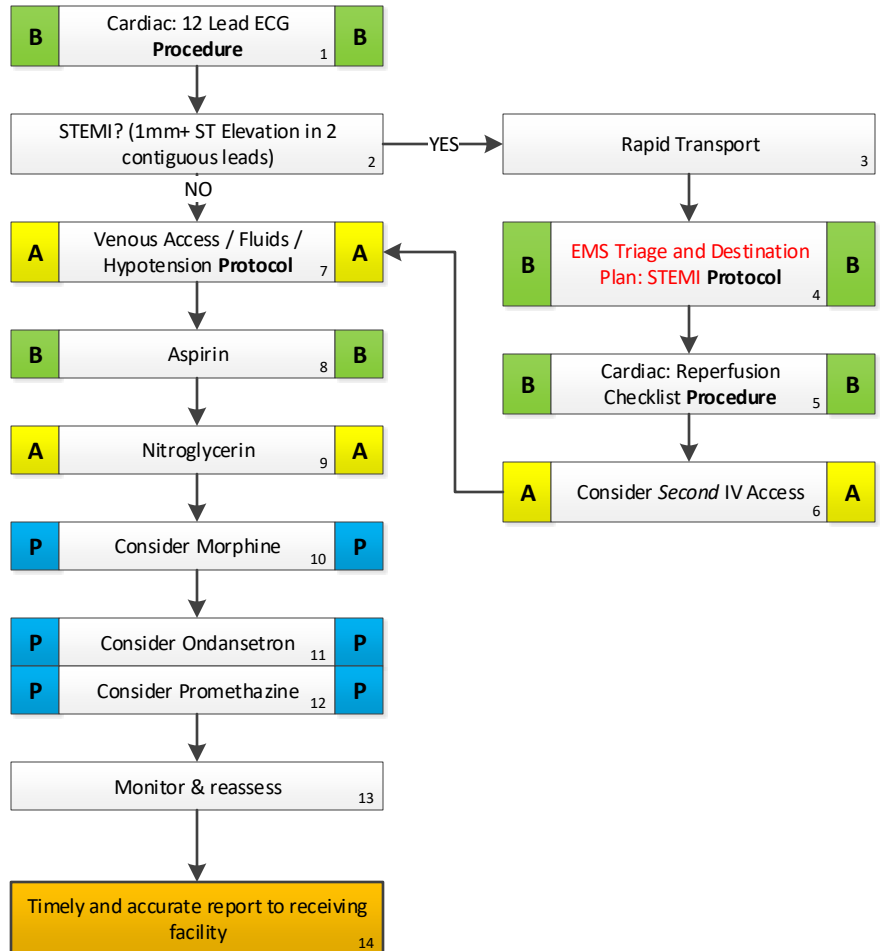 B
Cardiac: 12 Lead ECG
Procedure
1
B
STEMI? (1mm+ ST Elevation in 2
contiguous leads)
2
YES
Rapid Transport
3
NO
B
EMS Triage and Destination
Plan: STEMI Protocol
4
B
B
Cardiac: Reperfusion
Checklist Procedure
5
B
A
Consider Second IV Access
6
A
A
Venous Access / Fluids /
Hypotension Protocol
7
A
B
Aspirin
8
B
A
Nitroglycerin
9
A
P
Consider Morphine
10
P
P
Consider Ondansetron
11
P
P
Consider Promethazine
12
P
Monitor & reassess
13
Timely and accurate report to receiving
facility
14